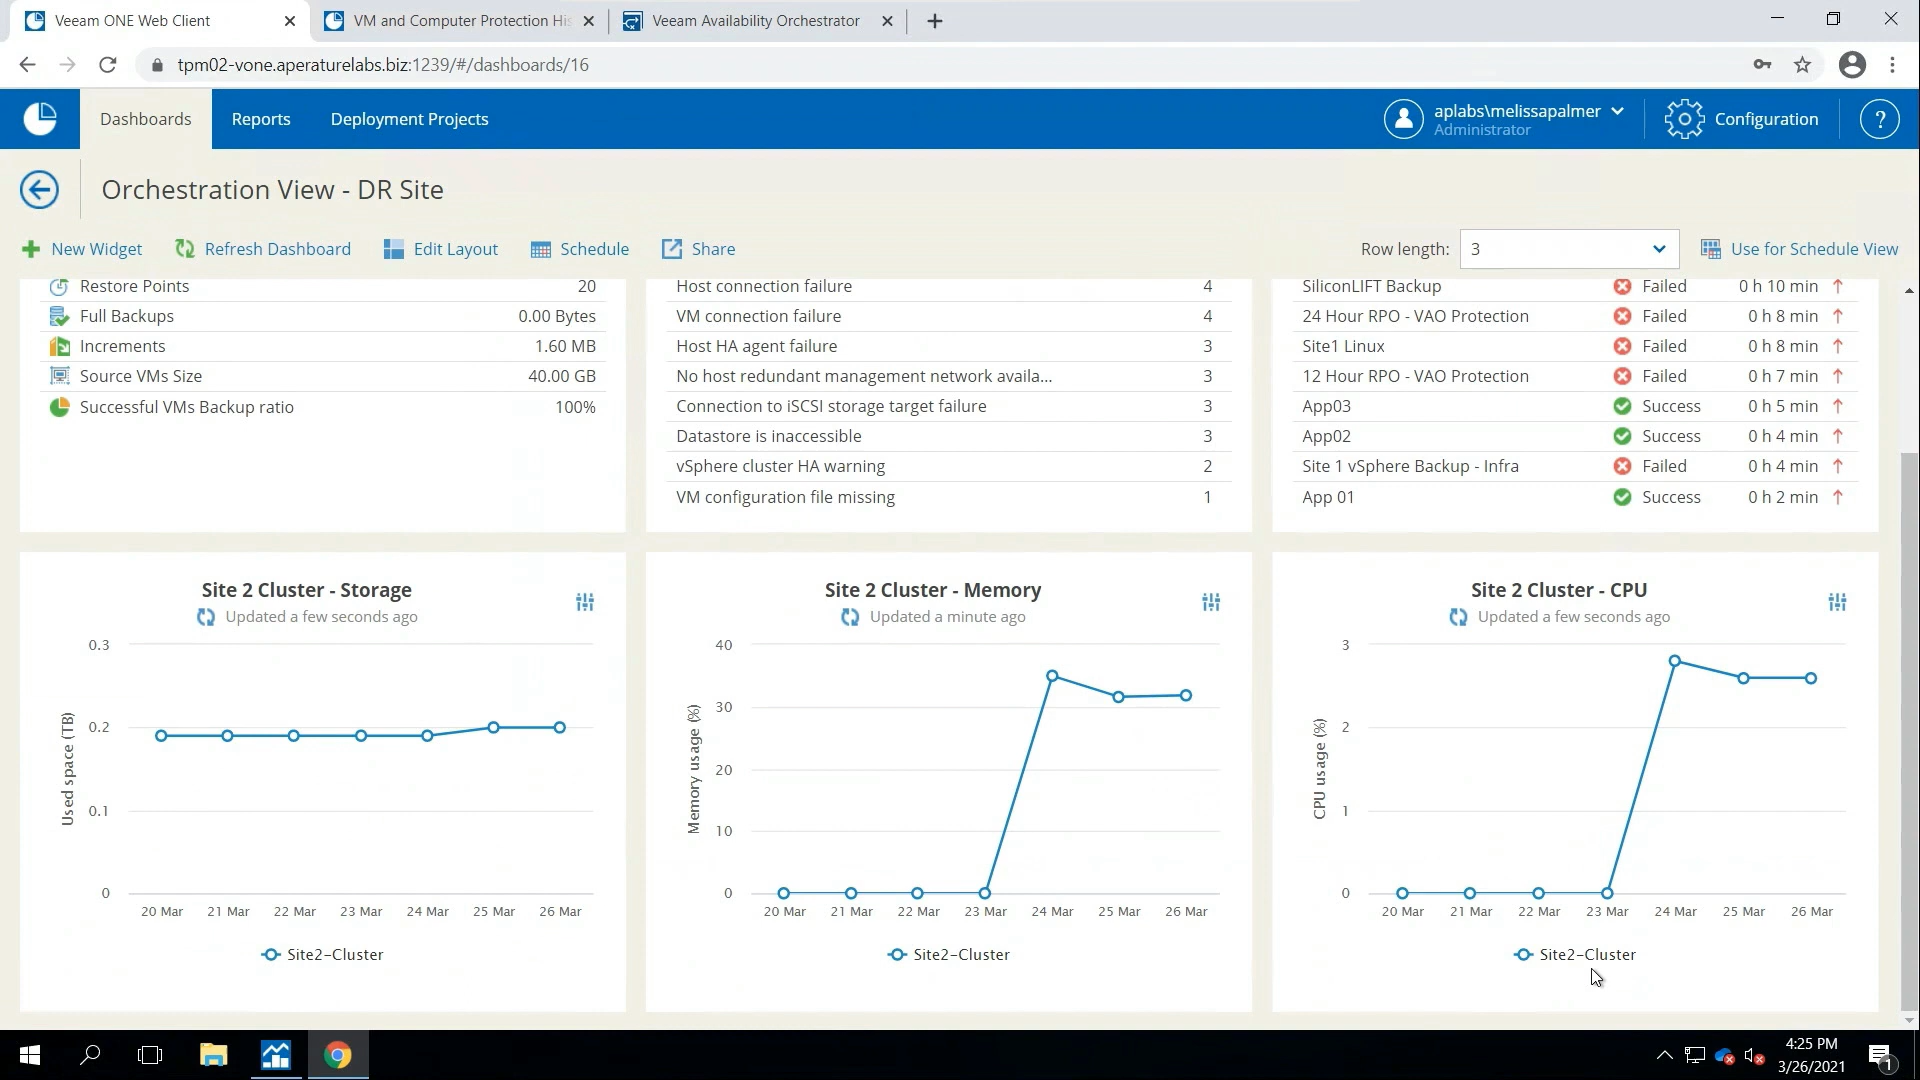 Veeam ONE Web Client
VM and Computer Protection His
Veeam Availability Orchestrator
tpm02-vone.aperaturelabs.biz:1239/#/dashboards/16
Dashboards
Reports
Deployment Projects
aplabs\melissapalmer
Administrator
Configuration
?
Orchestration View - DR Site
New Widget
Refresh Dashboard
Edit Layout
Schedule
Share
Row length:
3
Use for Schedule View
Restore Points 20
Full Backups 0.00 Bytes
Increments 1.60 MB
Source VMs Size 40.00 GB
Successful VMs Backup ratio 100%
Host connection failure 4
VM connection failure 4
Host HA agent failure 3
No host redundant management network availa... 3
Connection to iSCSI storage target failure 3
Datastore is inaccessible 3
vSphere cluster HA warning 2
VM configuration file missing 1
SiliconLIFT Backup Failed 0 h 10 min
24 Hour RPO - VAO Protection Failed 0 h 8 min
Site1 Linux Failed 0 h 8 min
12 Hour RPO - VAO Protection Failed 0 h 7 min
App03 Success 0 h 5 min
App02 Success 0 h 4 min
Site 1 vSphere Backup - Infra Failed 0 h 4 min
App 01 Success 0 h 2 min
Site 2 Cluster - Storage
Updated a few seconds ago
0.3
0.2
0.1
0
Used space (TB)
20 Mar 21 Mar 22 Mar 23 Mar 24 Mar 25 Mar 26 Mar
Site2-Cluster
Site 2 Cluster - Memory
Updated a minute ago
40
30
20
10
0
Memory usage (%)
20 Mar 21 Mar 22 Mar 23 Mar 24 Mar 25 Mar 26 Mar
Site2-Cluster
Site 2 Cluster - CPU
Updated a few seconds ago
3
2
1
0
CPU usage (%)
20 Mar 21 Mar 22 Mar 23 Mar 24 Mar 25 Mar 26 Mar
Site2-Cluster
4:25 PM
3/26/2021
1